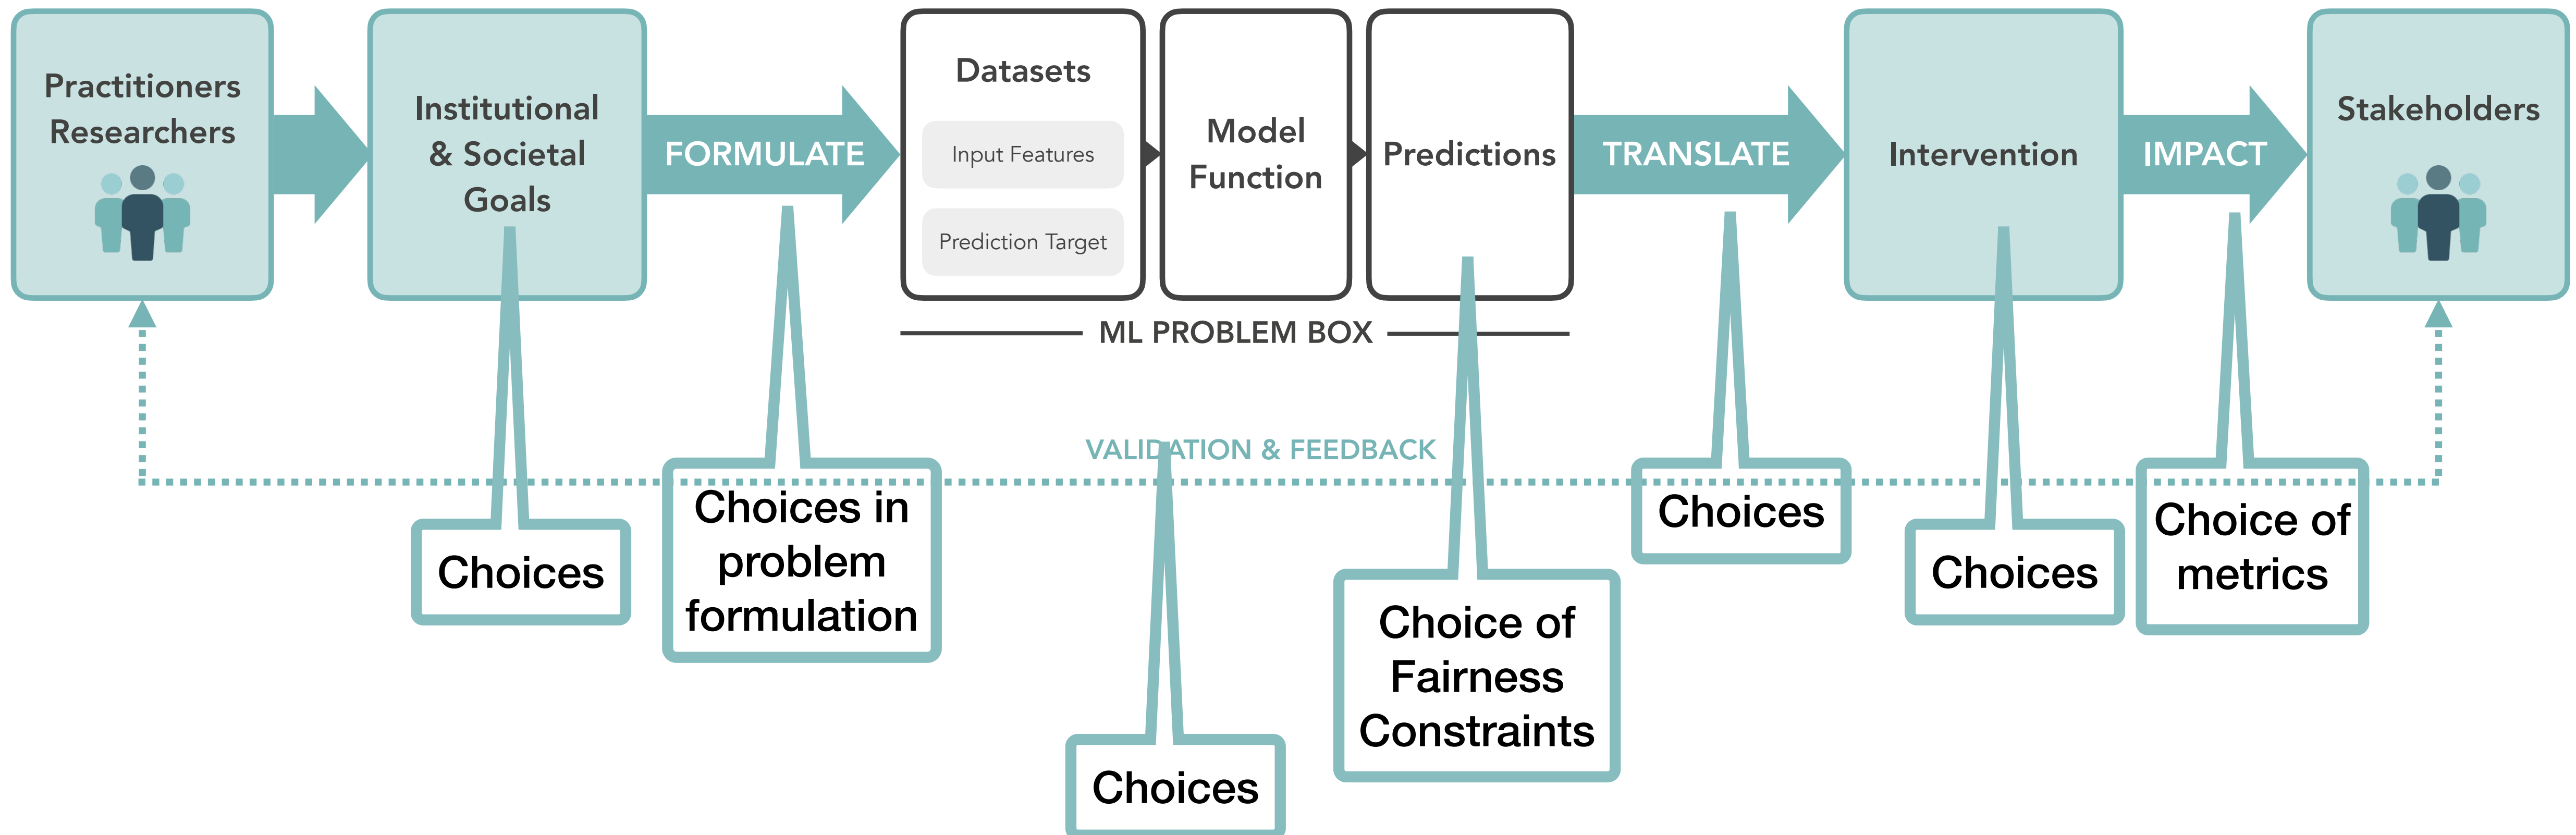 Practitioners
Researchers
Institutional
& Societal
Goals
FORMULATE
Datasets
Input Features
Prediction Target
Model
Function
Predictions
TRANSLATE
Intervention
IMPACT
Stakeholders
ML PROBLEM BOX
VALIDATION & FEEDBACK
Choices
Choices in
problem
formulation
Choices
Choice of
Fairness
Constraints
Choices
Choices
Choice of
metrics